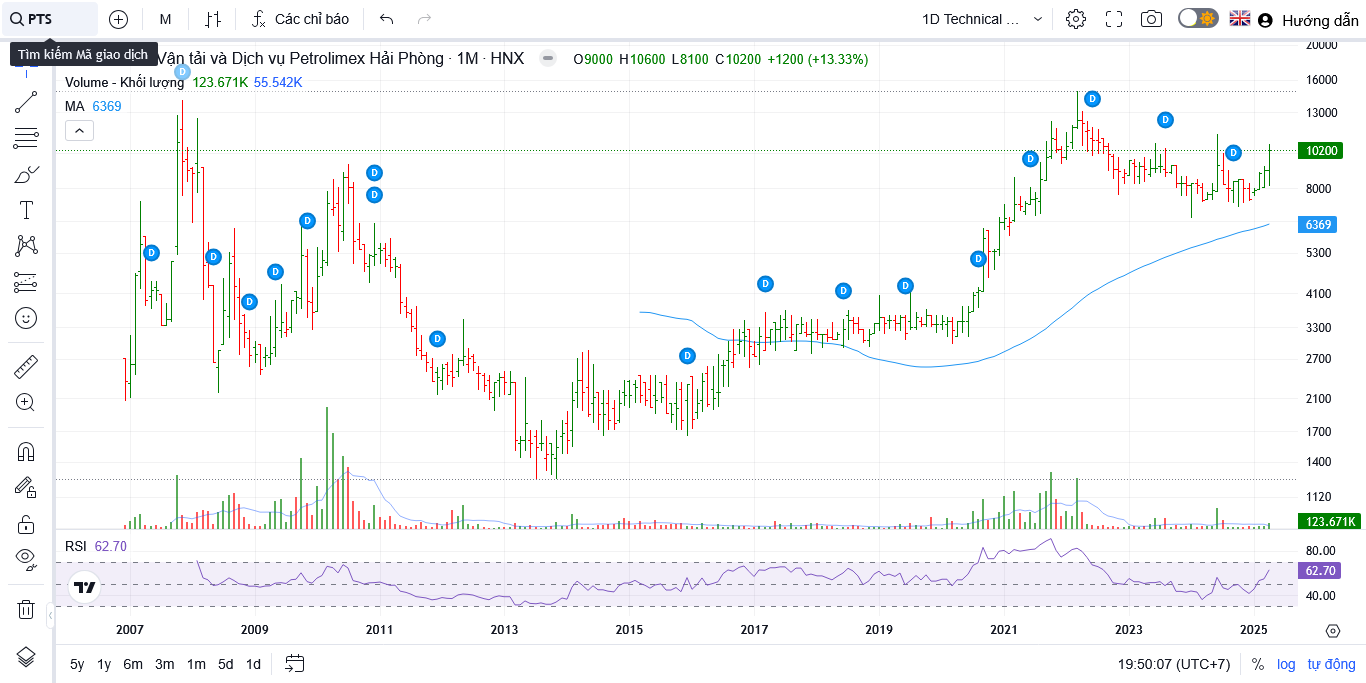 PTS
M
Các chỉ báo
1D Technical ...
Hướng dẫn
Tìm kiếm Mã giao dịch
Vận tải và Dịch vụ Petrolimex Hải Phòng · 1M · HNX
O9000 H10600 L8100 C10200 +1200 (+13.33%)
Volume - Khối lượng 123.671K 55.542K
MA 6369
D D D D D D D D D D D D D D D D D
20000
16000
13000
10200
8000
6369
5300
4100
3300
2700
2100
1700
1400
1120
123.671K
RSI 62.70
80.00
62.70
40.00
2007 2009 2011 2013 2015 2017 2019 2021 2023 2025
5y 1y 6m 3m 1m 5d 1d
19:50:07 (UTC+7) % log tự động